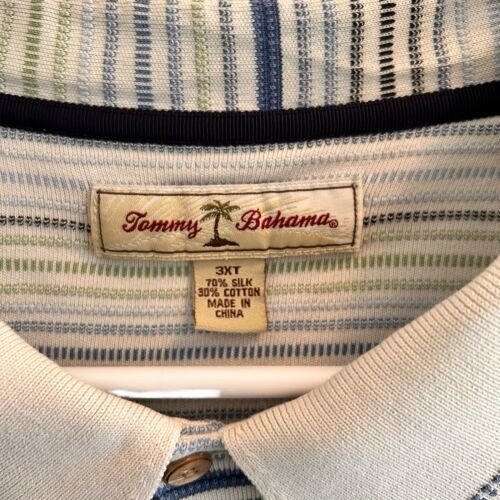 Tommy Bahama®
3XT
70% SILK
30% COTTON
MADE IN
CHINA